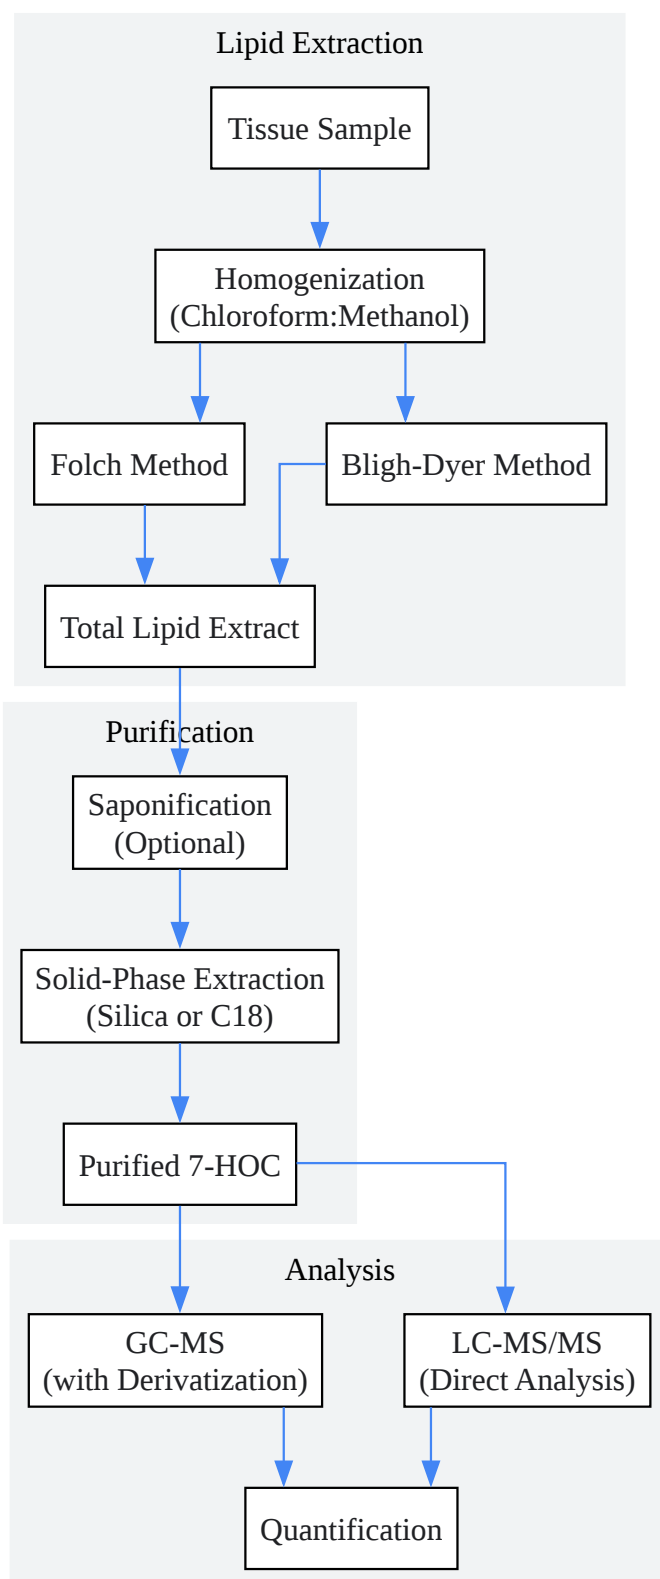 Lipid Extraction
Tissue Sample
Homogenization
(Chloroform:Methanol)
Folch Method
Bligh-Dyer Method
Total Lipid Extract
Purification
Saponification
(Optional)
Solid-Phase Extraction
(Silica or C18)
Purified 7-HOC
Analysis
GC-MS
(with Derivatization)
LC-MS/MS
(Direct Analysis)
Quantification